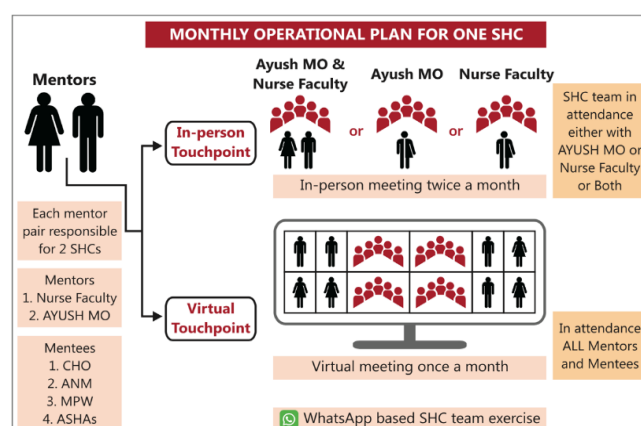 MONTHLY OPERATIONAL PLAN FOR ONE SHC
Mentors
Ayush MO &
Nurse Faculty
Ayush MO
Nurse Faculty
In-person
Touchpoint
or
or
In-person meeting twice a month
SHC team in
attendance
either with
AYUSH MO or
Nurse Faculty
or Both
Each mentor
pair responsible
for 2 SHCs
Mentors
1. Nurse Faculty
2. AYUSH MO
Mentees
1. CHO
2. ANM
3. MPW
4. ASHAs
Virtual
Touchpoint
Virtual meeting once a month
In attendance
ALL Mentors
and Mentees
WhatsApp based SHC team exercise